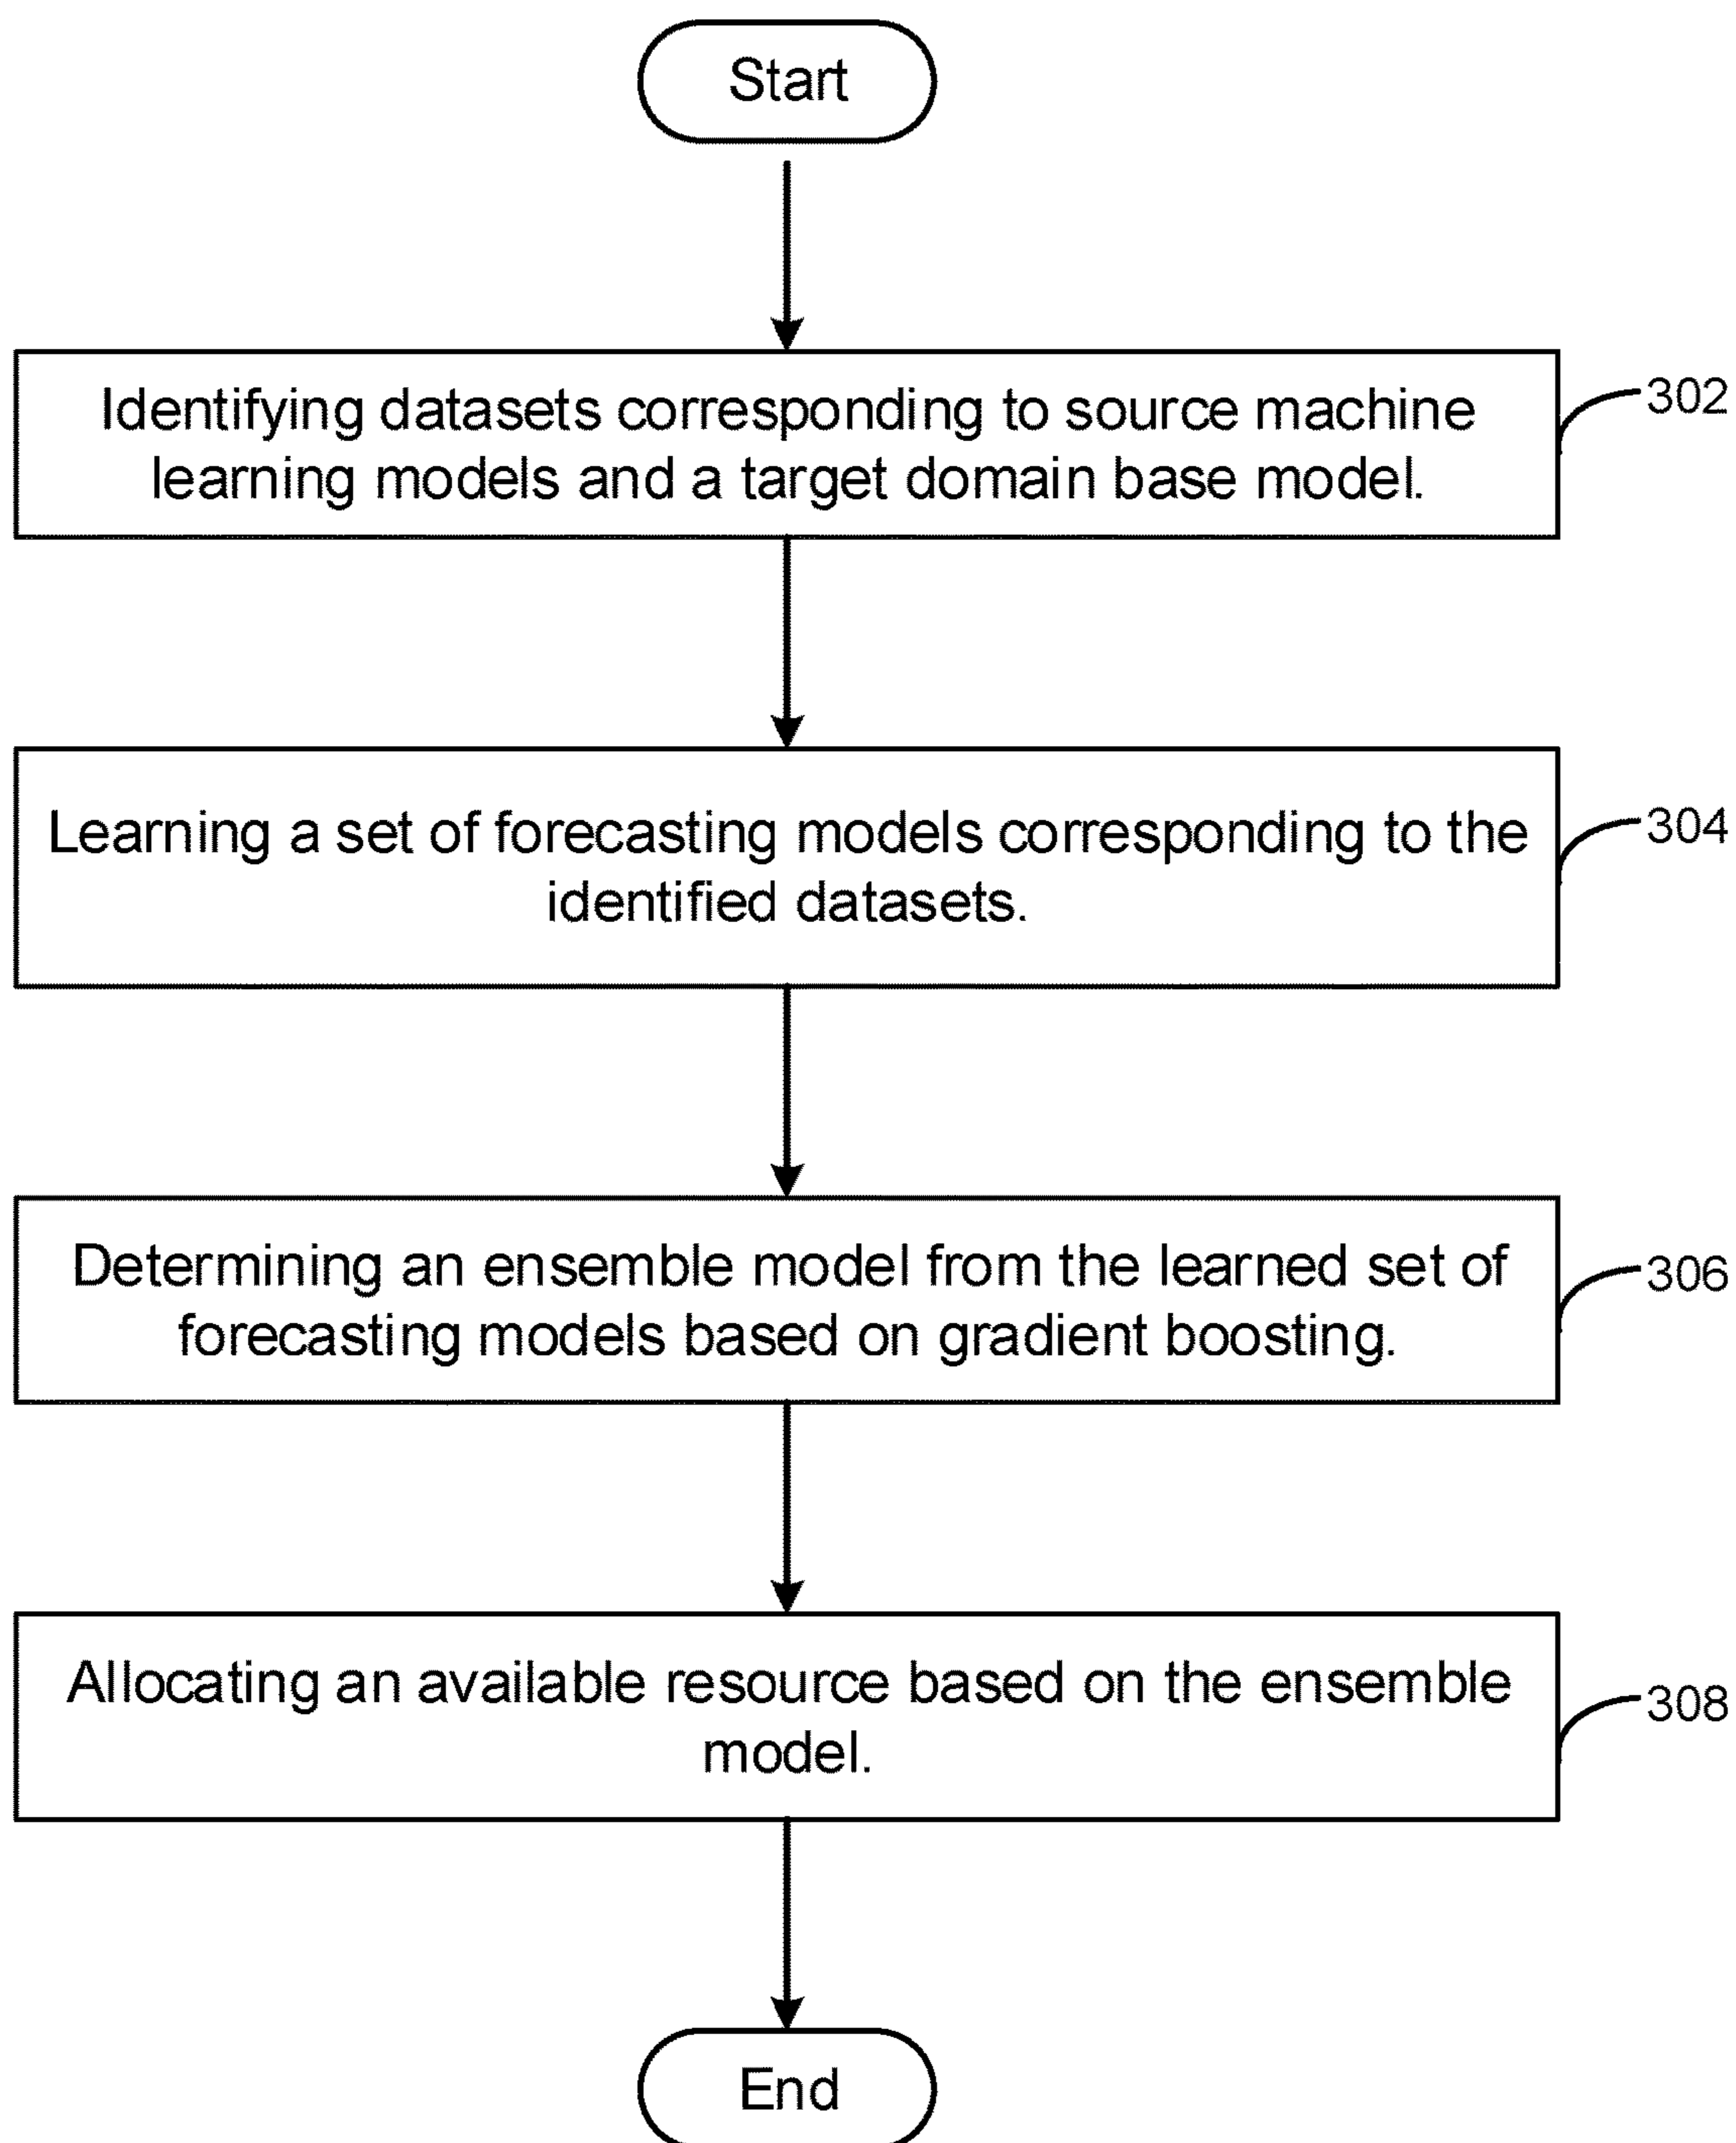 Start
Identifying datasets corresponding to source machine
learning models and a target domain base model.
302
Learning a set of forecasting models corresponding to the
identified datasets.
304
Determining an ensemble model from the learned set of
forecasting models based on gradient boosting.
306
Allocating an available resource based on the ensemble
model.
308
End